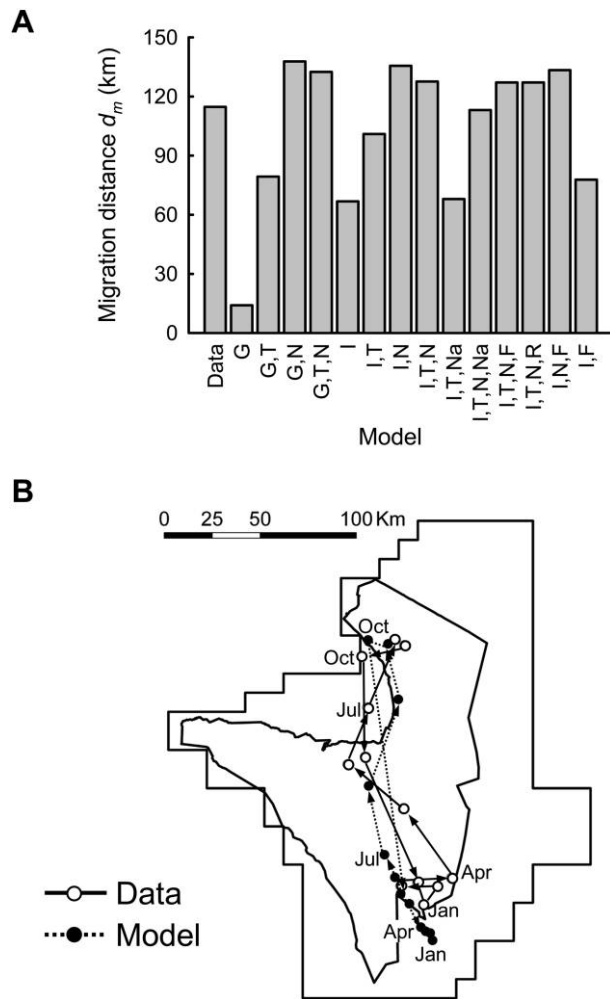 A
Migration distance dm (km)
150
120
90
60
30
0
Data
G
G,T
G,N
G,T,N
I
I,T
I,N
I,T,N
I,T,Na
I,T,N,Na
I,T,N,F
I,T,N,R
I,N,F
I,F
Model
B
0 25 50 100 Km
Oct
Oct
Jul
Jul
Apr
Jan
Apr
Jan
Data
Model